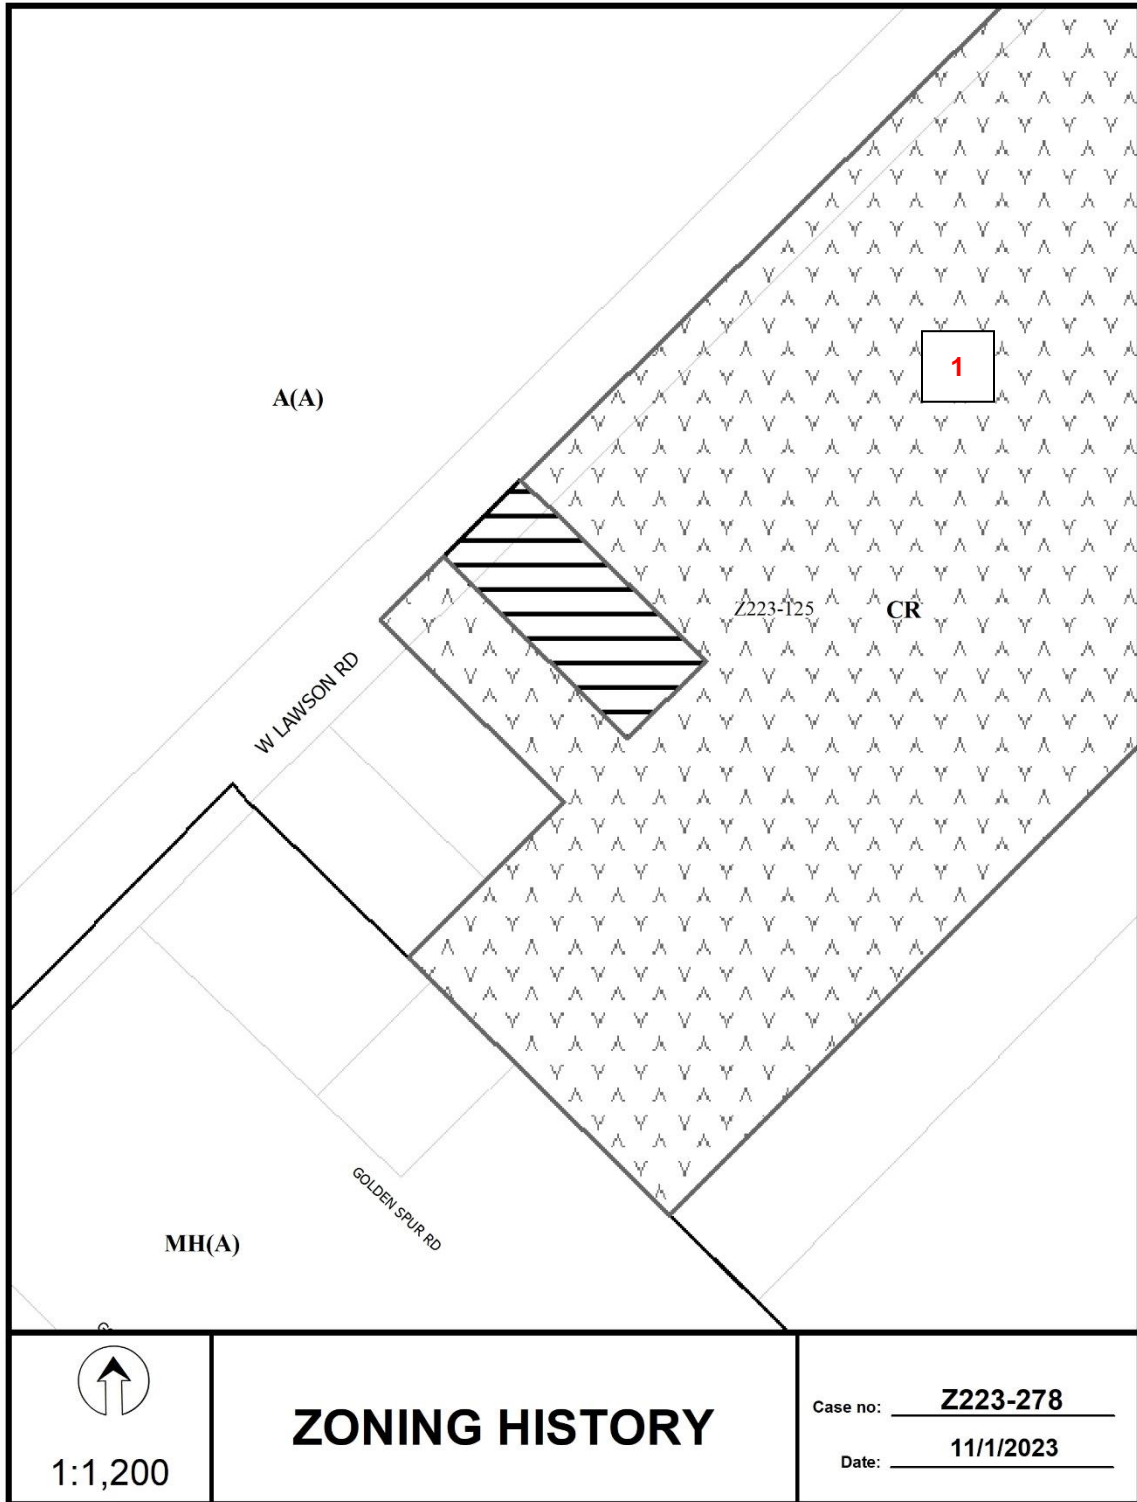 1
A(A)
Z223-125 CR
W LAWSON RD
GOLDEN SPUR RD
MH(A)
1:1,200
ZONING HISTORY
Case no: Z223-278
Date: 11/1/2023